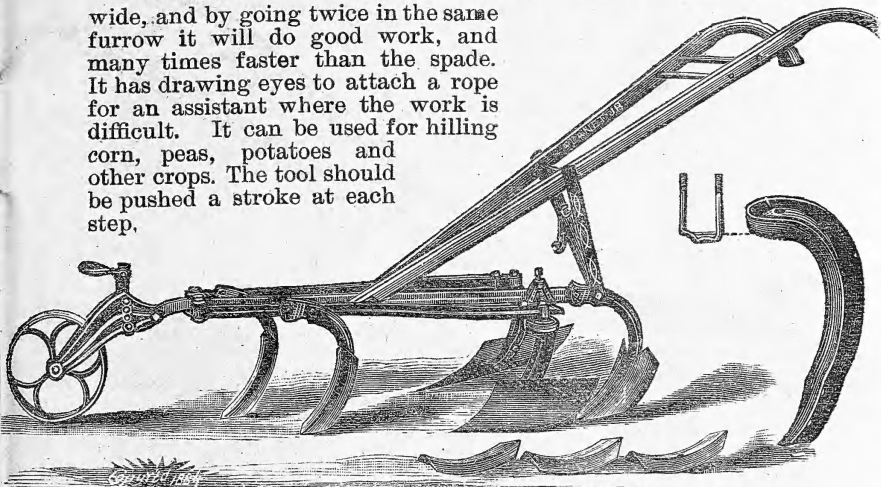 wide, and by going twice in the same
furrow it will do good work, and
many times faster than the spade.
It has drawing eyes to attach a rope
for an assistant where the work is
difficult. It can be used for hilling
corn, peas, potatoes and
other crops. The tool should
be pushed a stroke at each
step,
PLANET JR